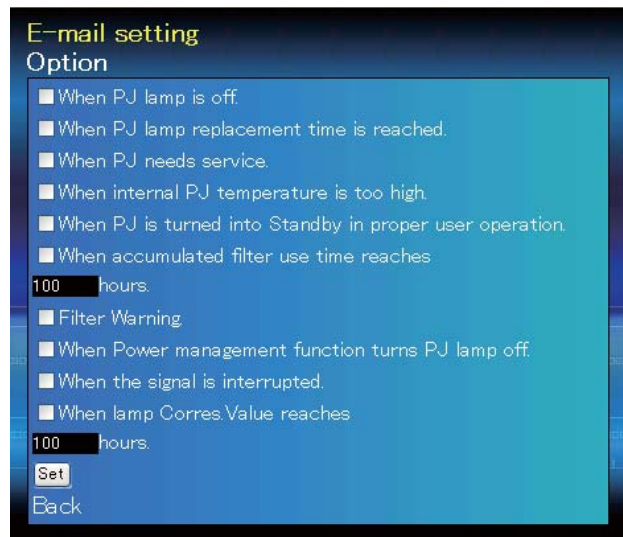 E-mail setting
Option
When PJ lamp is off.
When PJ lamp replacement time is reached.
When PJ needs service.
When internal PJ temperature is too high.
When PJ is turned into Standby in proper user operation.
When accumulated filter use time reaches
100 hours.
Filter Warning.
When Power management function turns PJ lamp off.
When the signal is interrupted.
When lamp Corres.Value reaches
100 hours.
Set
Back